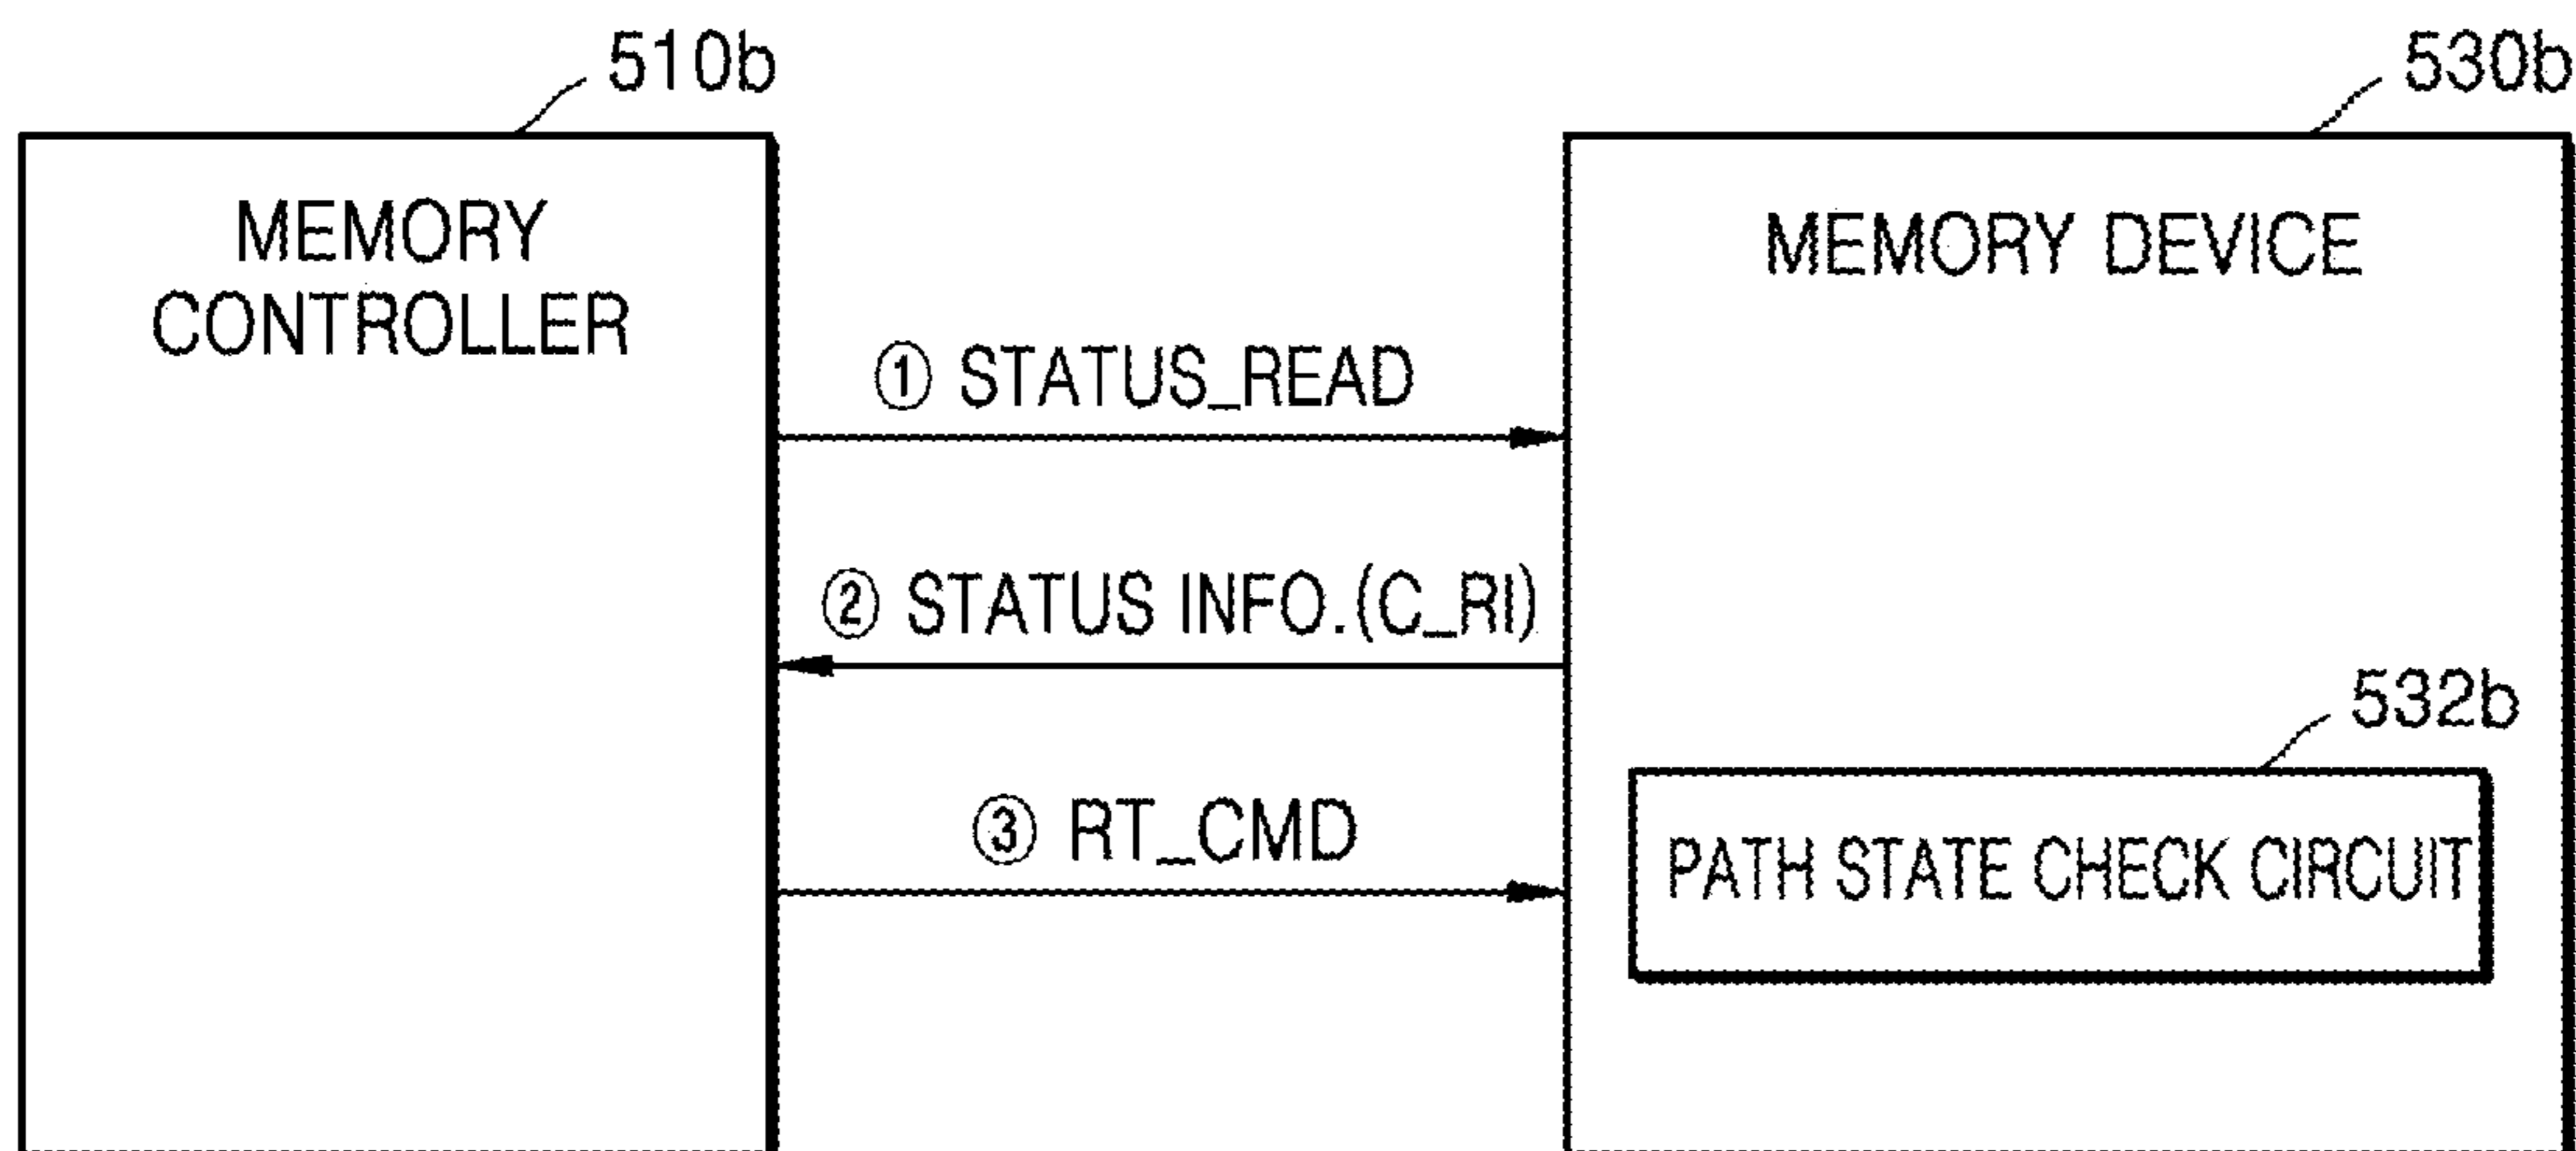 510b
530b
MEMORY
CONTROLLER
MEMORY DEVICE
① STATUS_READ
② STATUS INFO.(C_RI)
532b
③ RT_CMD
PATH STATE CHECK CIRCUIT